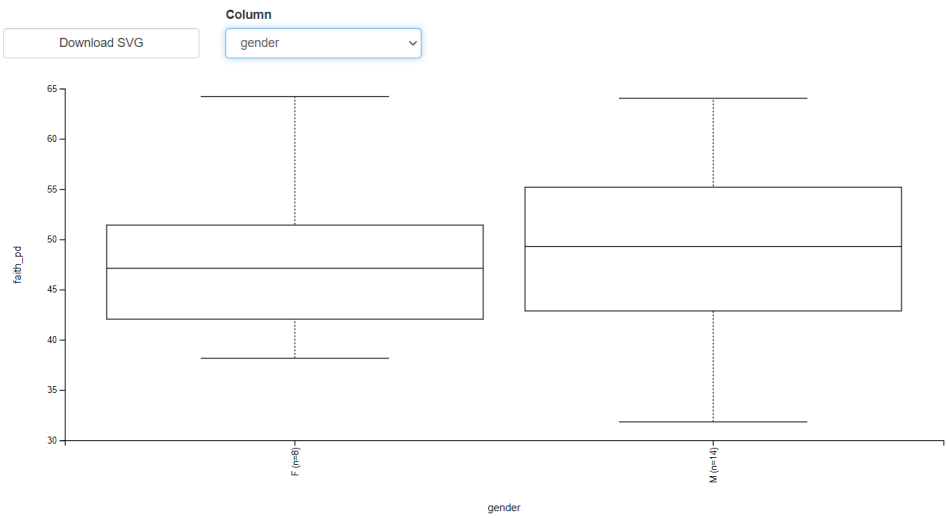 Column
Download SVG
gender
65
60
55
50
45
40
35
30
faith_pd
F (n=8)
M (n=14)
gender